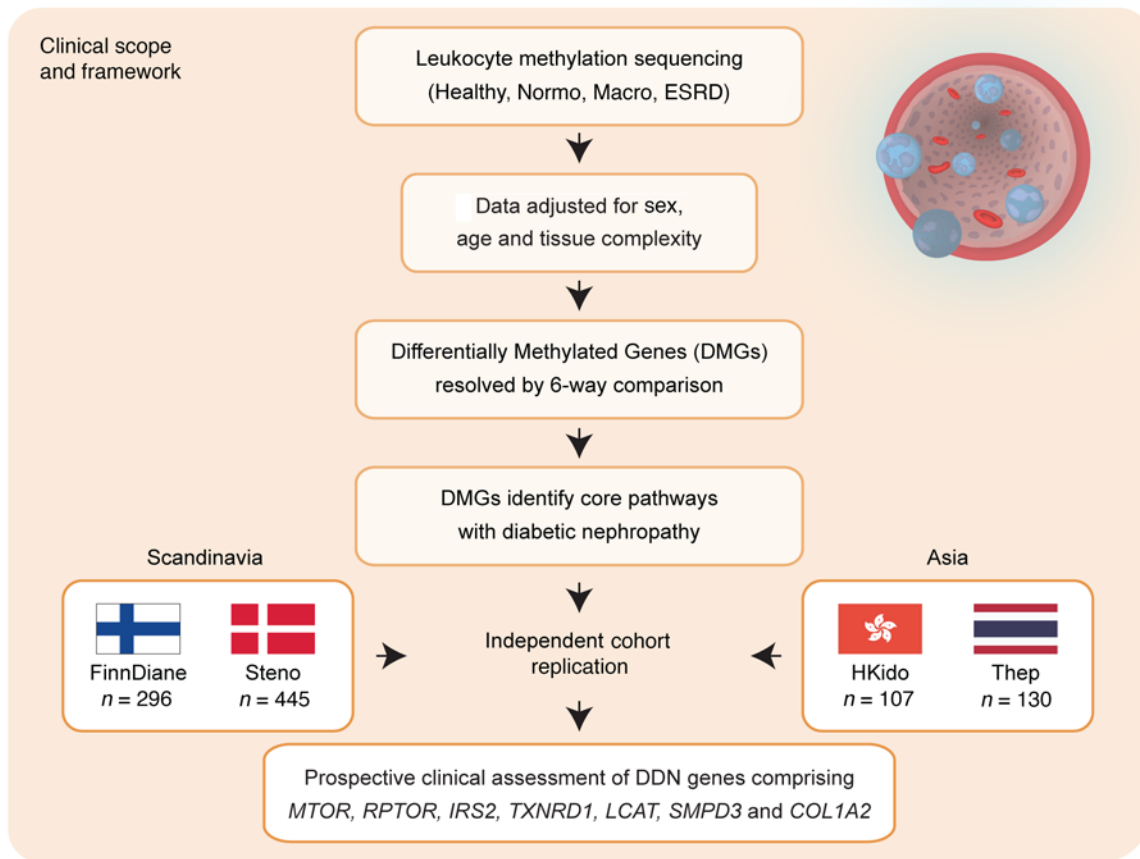 Clinical scope
and framework
Leukocyte methylation sequencing
(Healthy, Normo, Macro, ESRD)
Data adjusted for sex,
age and tissue complexity
Differentially Methylated Genes (DMGs)
resolved by 6-way comparison
DMGs identify core pathways
with diabetic nephropathy
Scandinavia
FinnDiane
n = 296
Steno
n = 445
Independent cohort
replication
Asia
HKido
n = 107
Thep
n = 130
Prospective clinical assessment of DDN genes comprising
MTOR, RPTOR, IRS2, TXNRD1, LCAT, SMPD3 and COL1A2